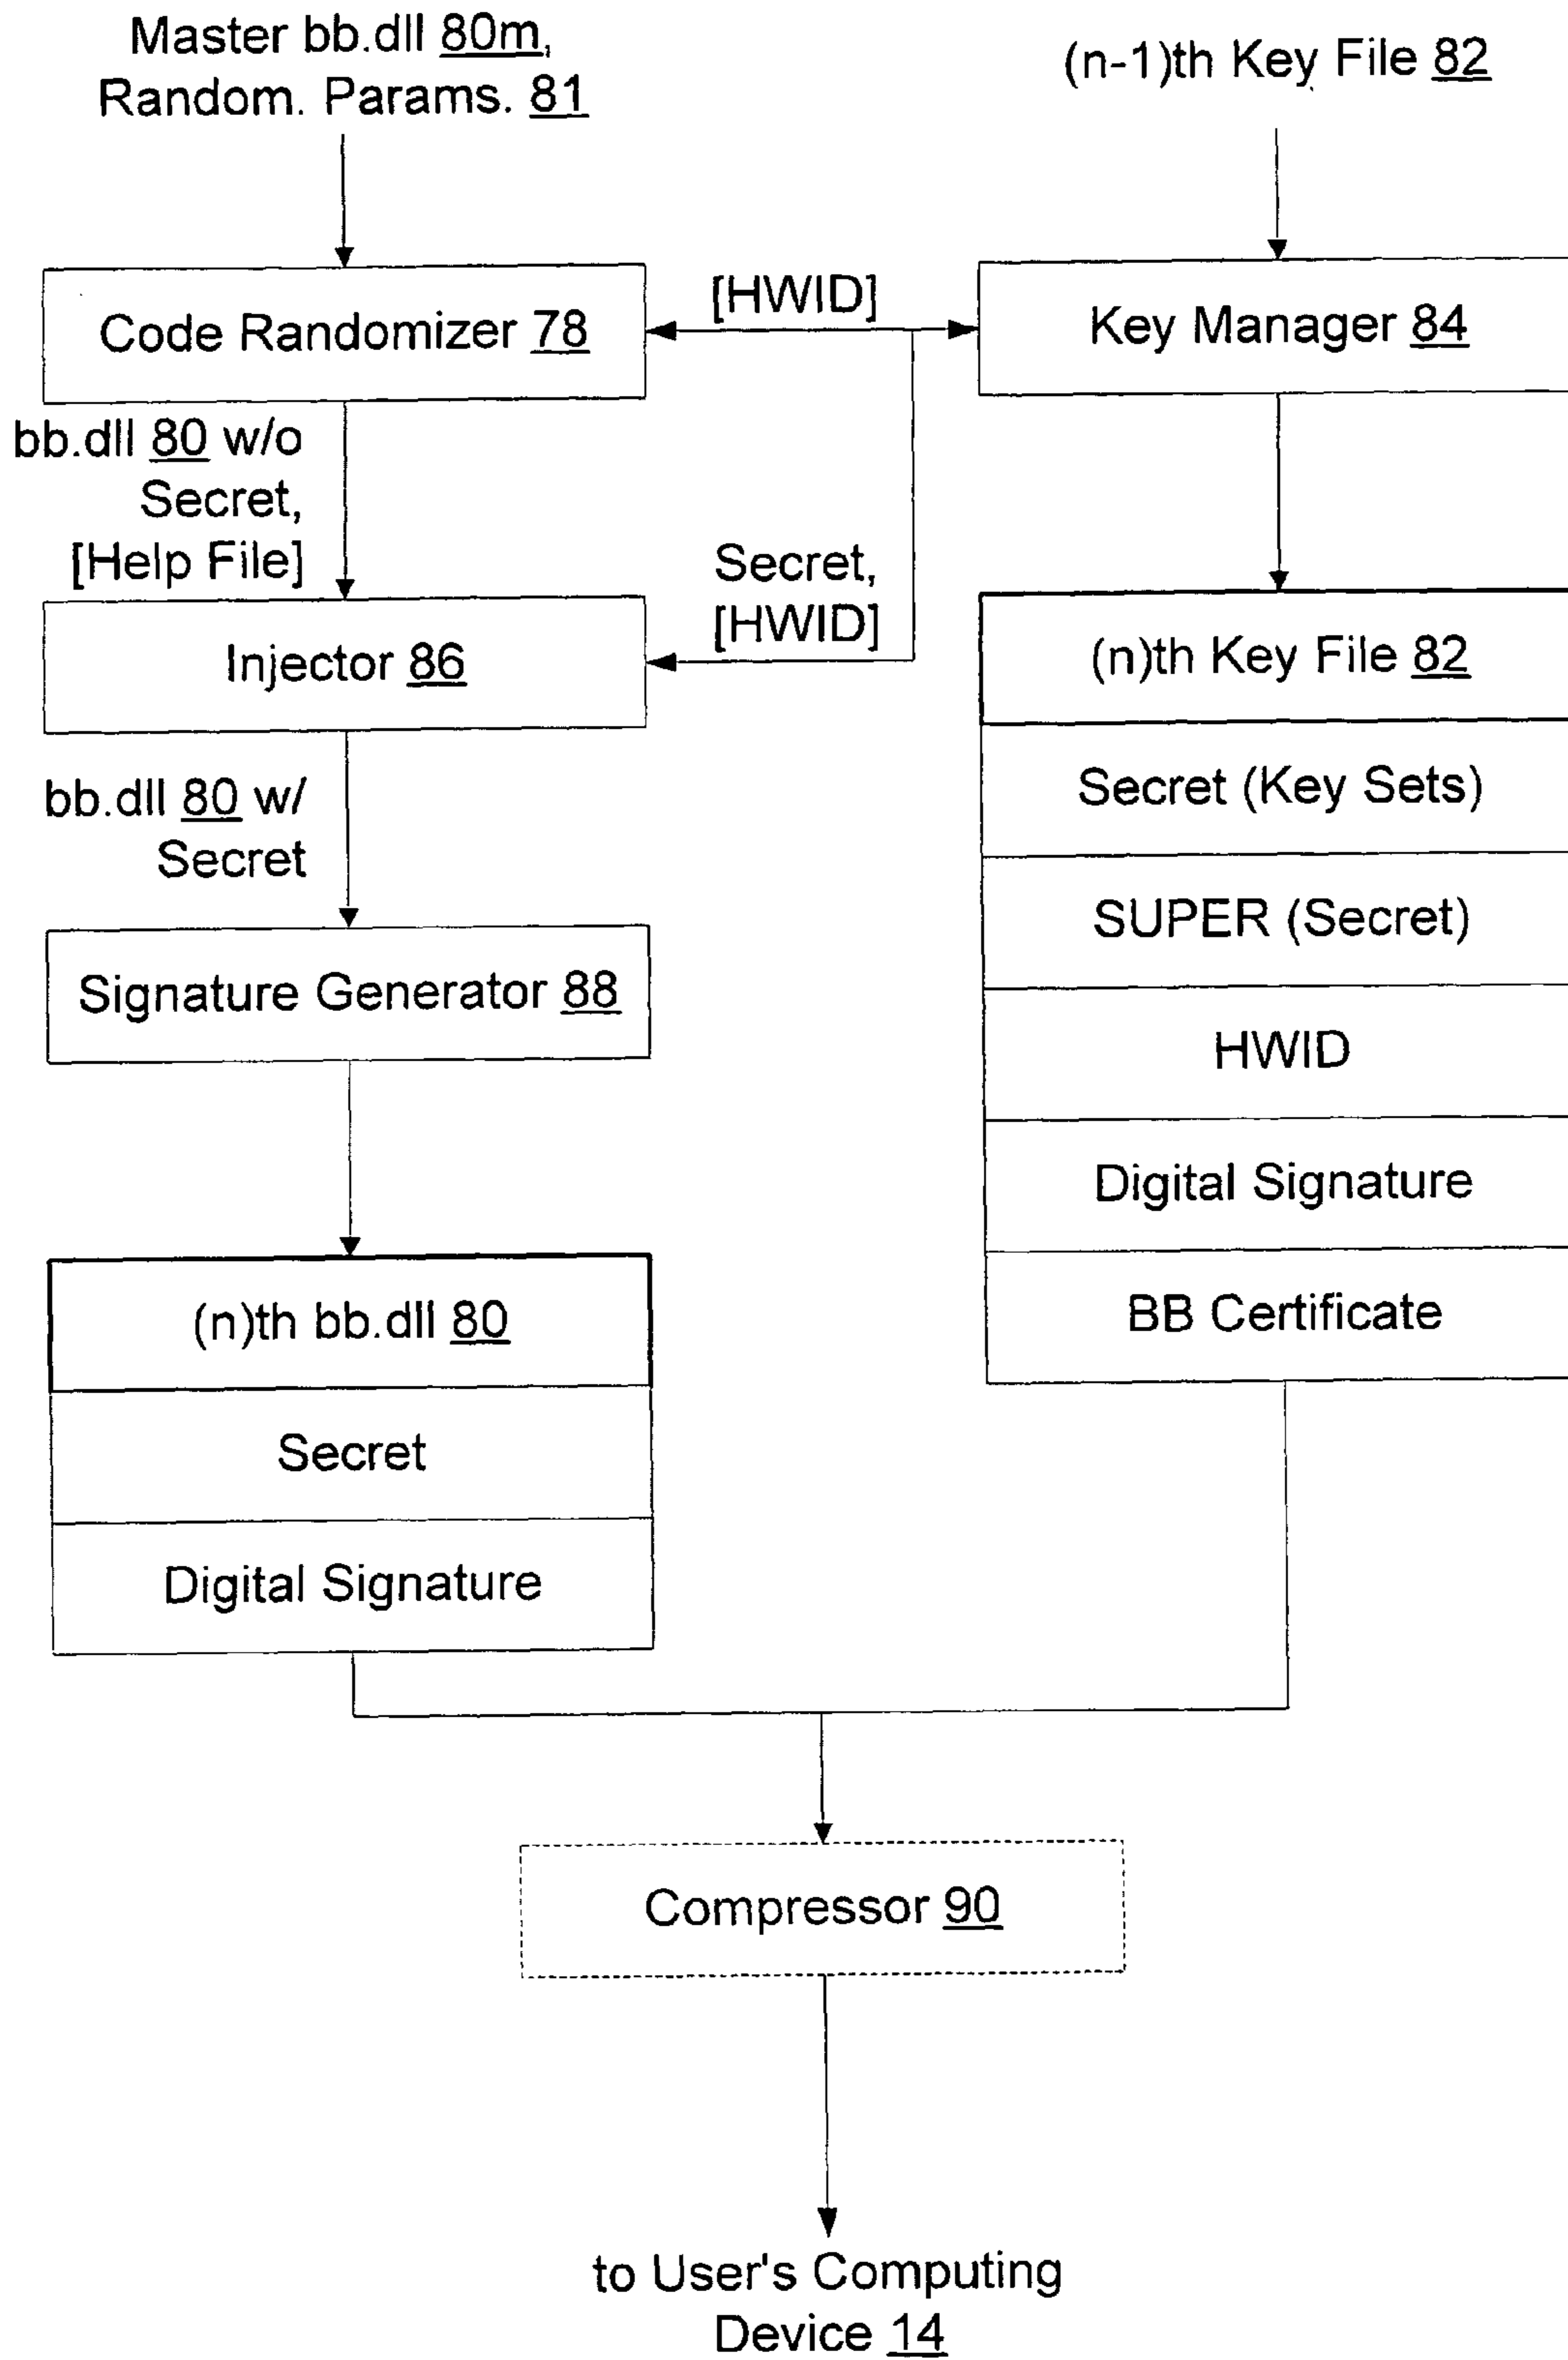 Master bb.dll 80m,
Random. Params. 81
(n-1)th Key File 82
Code Randomizer 78
[HWID]
Key Manager 84
bb.dll 80 w/o
Secret,
[Help File]
Secret,
[HWID]
Injector 86
(n)th Key File 82
Secret (Key Sets)
SUPER (Secret)
HWID
Digital Signature
BB Certificate
bb.dll 80 w/
Secret
Signature Generator 88
(n)th bb.dll 80
Secret
Digital Signature
Compressor 90
to User's Computing
Device 14